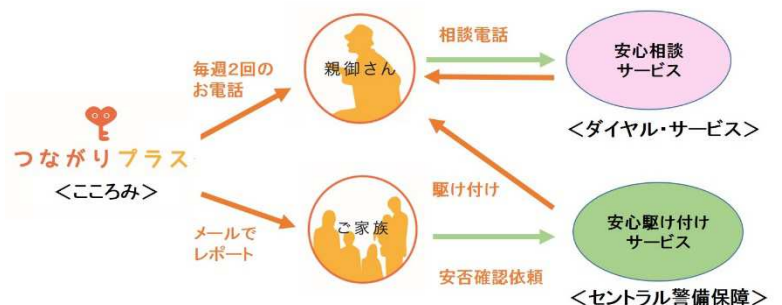 つながりプラス
＜こころみ＞
毎週2回の
お電話
メールで
レポート
親御さん
ご家族
相談電話
駆け付け
安否確認依頼
安心相談
サービス
＜ダイヤル・サービス＞
安心駆け付け
サービス
＜セントラル警備保障＞